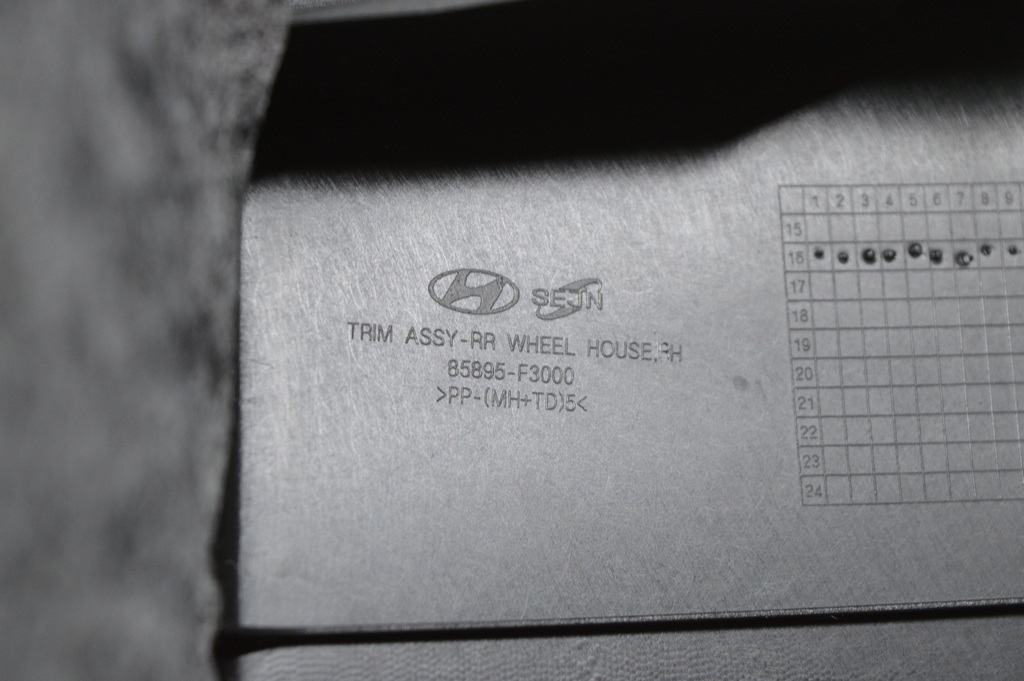 SEJN
TRIM ASSY-RR WHEEL HOUSE,RH
85895-F3000
>PP-(MH+TD)5<
1 2 3 4 5 6 7 8 9
15
16
17
18
19
20
21
22
23
24